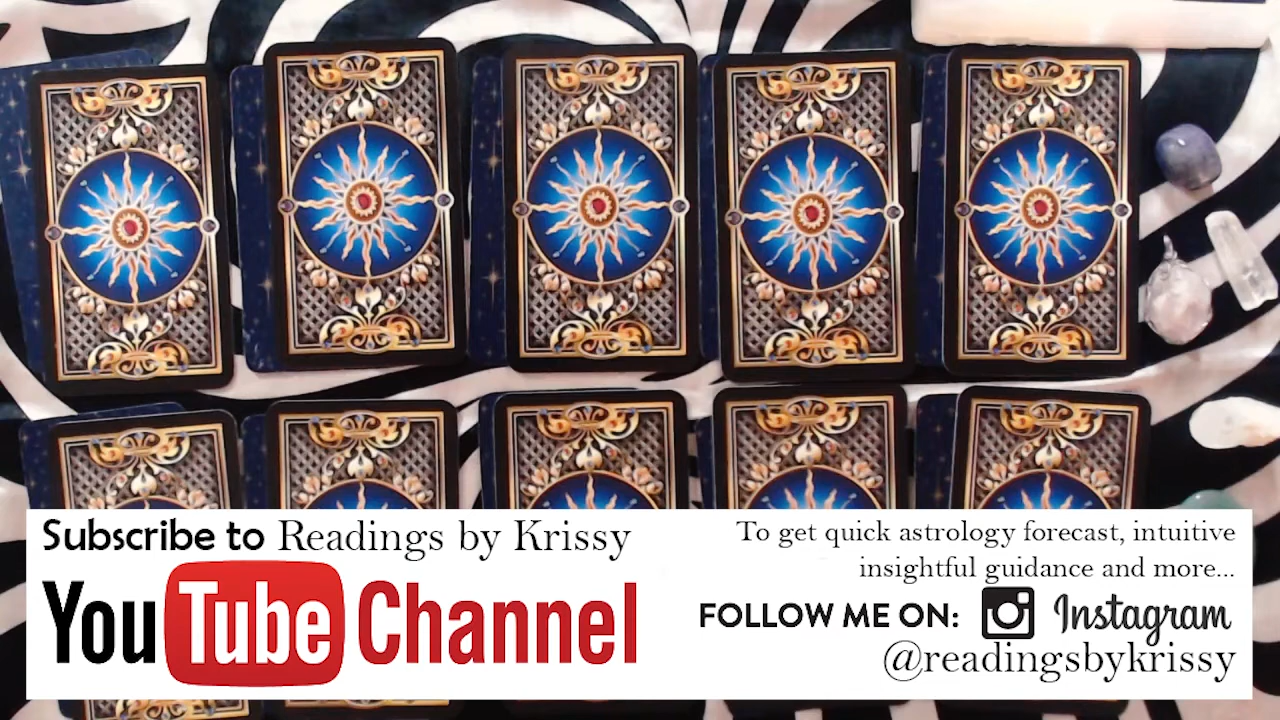 Subscribe to Readings by Krissy
YouTube Channel
To get quick astrology forecast, intuitive
insightful guidance and more...
FOLLOW ME ON: Instagram
@readingsbykrissy